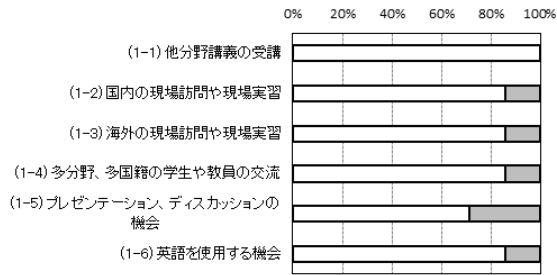 0% 20% 40% 60% 80% 100%
(1-1)他分野講義の受講
(1-2)国内の現場訪問や現場実習
(1-3)海外の現場訪問や現場実習
(1-4)多分野、多国籍の学生や教員の交流
(1-5)プレゼンテーション、ディスカッションの
機会
(1-6)英語を使用する機会